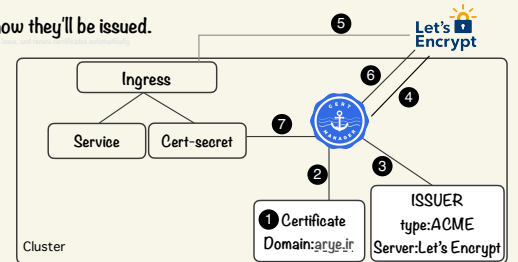 now they'll be issued.
5
Let's
Encrypt
6
4
Ingress
Service
Cert-secret
7
CERT
MANAGER
2
3
1 Certificate
Domain:arye.ir
ISSUER
type:ACME
Server:Let's Encrypt
Cluster